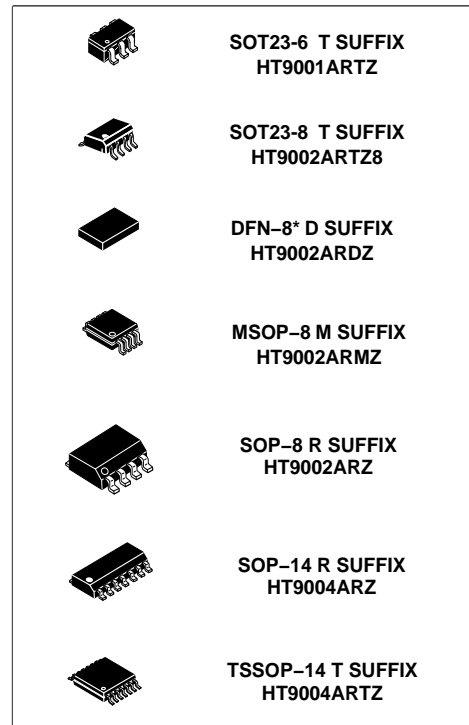 SOT23-6 T SUFFIX
HT9001ARTZ
SOT23-8 T SUFFIX
HT9002ARTZ8
DFN–8* D SUFFIX
HT9002ARDZ
MSOP–8 M SUFFIX
HT9002ARMZ
SOP–8 R SUFFIX
HT9002ARZ
SOP–14 R SUFFIX
HT9004ARZ
TSSOP–14 T SUFFIX
HT9004ARTZ